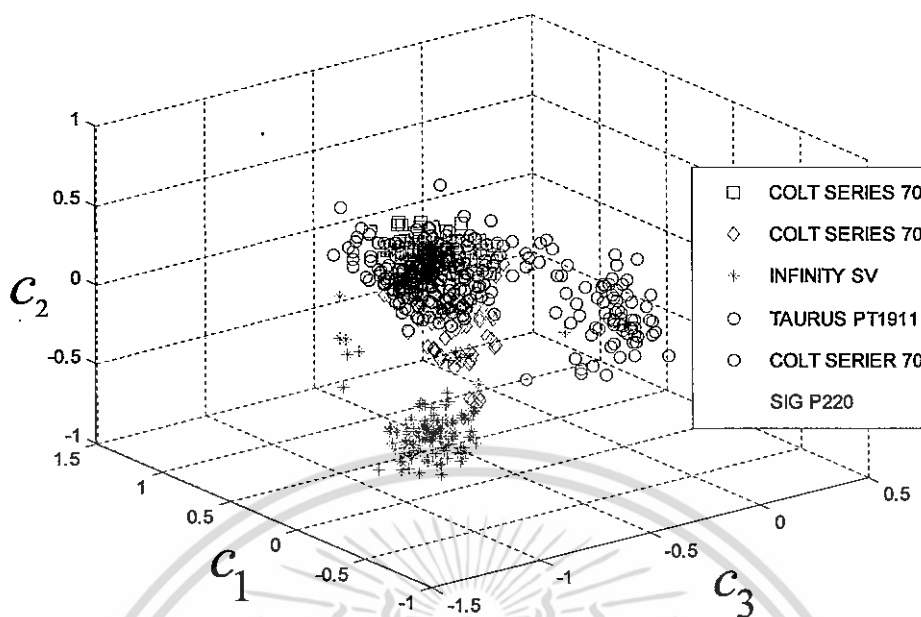 1
0.5
0
-0.5
-1
C2
1.5
1
0.5
0
-0.5
-1
C1
-1.5
-1
-0.5
0
0.5
C3
COLT SERIES 70
COLT SERIES 70
INFINITY SV
TAURUS PT1911
COLT SERIER 70
SIG P220